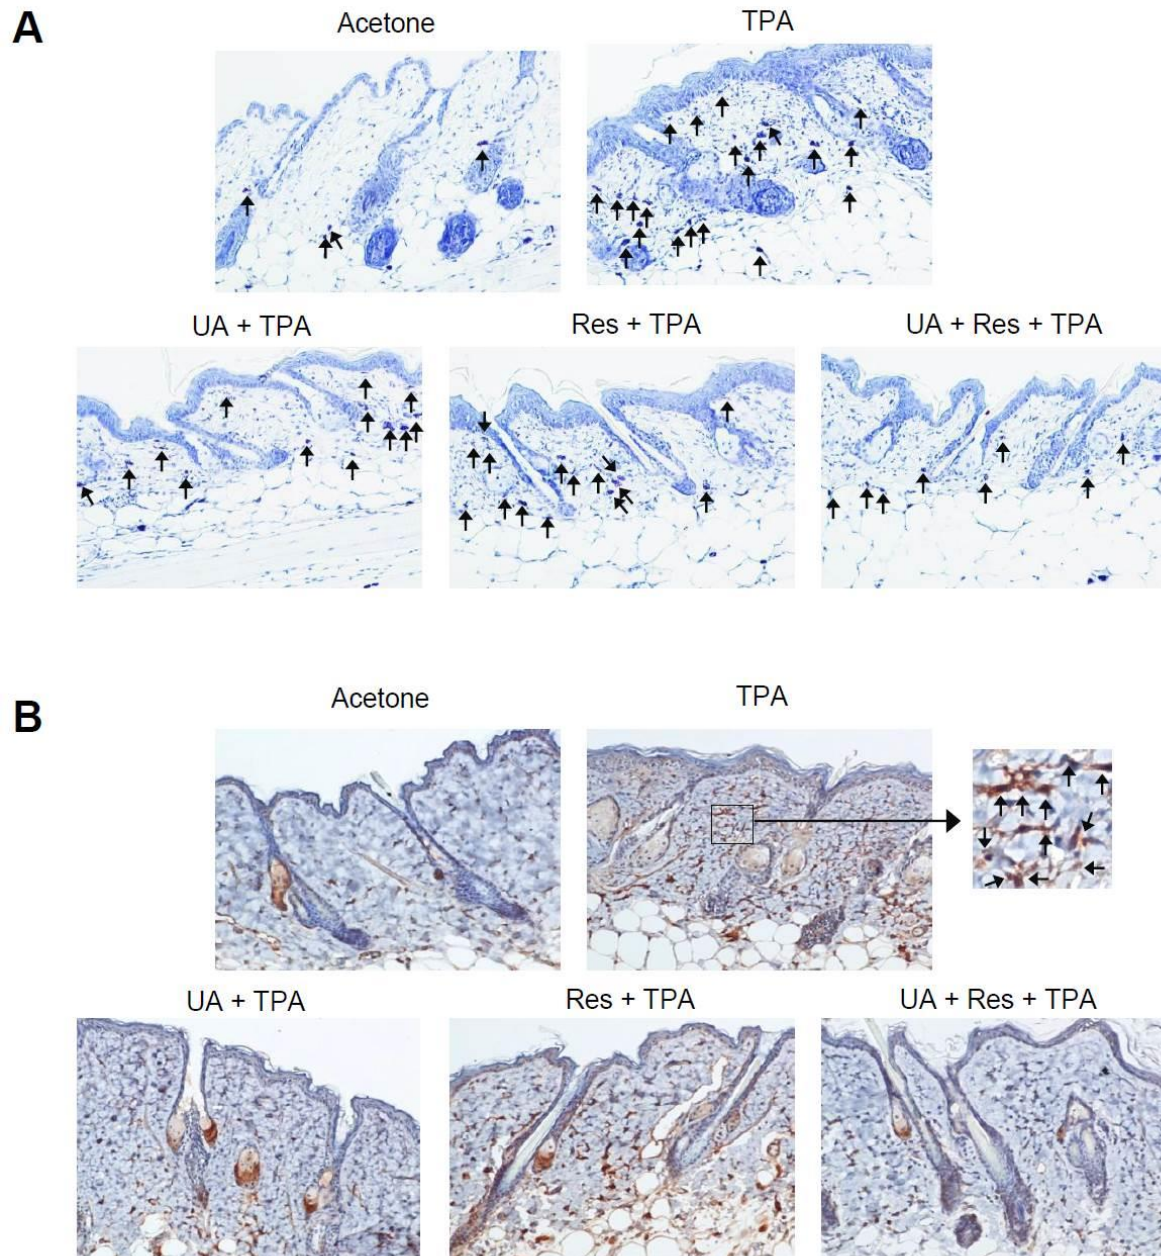 A
Acetone
TPA
UA + TPA
Res + TPA
UA + Res + TPA
B
Acetone
TPA
UA + TPA
Res + TPA
UA + Res + TPA